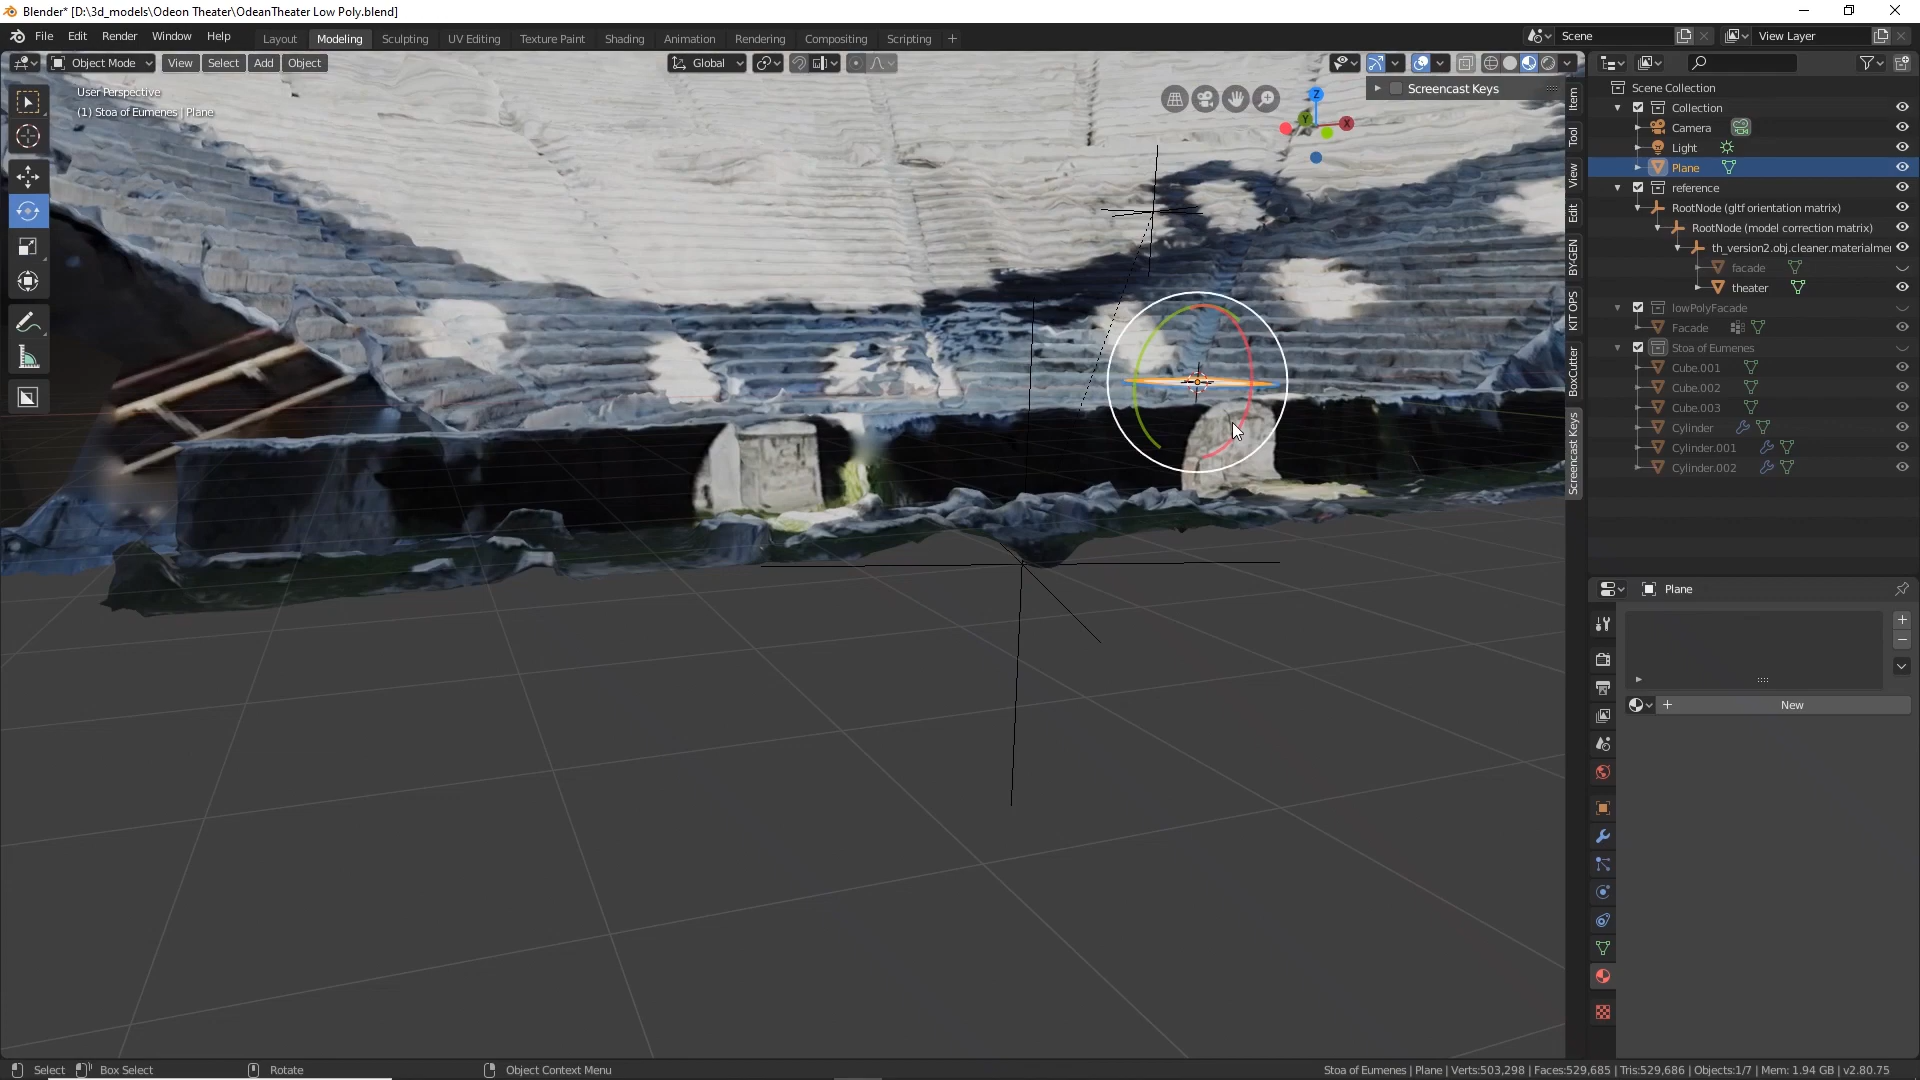 Blender* [D:\3d_models\Odeon Theater\OdeanTheater Low Poly.blend]
File Edit Render Window Help
Layout Modeling Sculpting UV Editing Texture Paint Shading Animation Rendering Compositing Scripting +
Scene
View Layer
Object Mode View Select Add Object
Global
User Perspective
(1) Stoa of Eumenes | Plane
Screencast Keys
Z
Y
X
Item
Tool
View
Edit
BY-GEN
KIT OPS
BoxCutter
Screencast Keys
Scene Collection
Collection
Camera
Light
Plane
reference
RootNode (gltf orientation matrix)
RootNode (model correction matrix)
th_version2.obj.cleaner.materialmer
facade
theater
lowPolyFacade
Facade
Stoa of Eumenes
Cube.001
Cube.002
Cube.003
Cylinder
Cylinder.001
Cylinder.002
Plane
New
Select Box Select Rotate Object Context Menu
Stoa of Eumenes | Plane | Verts:503,298 | Faces:529,685 | Tris:529,686 | Objects:1/7 | Mem: 1.94 GB | v2.80.75